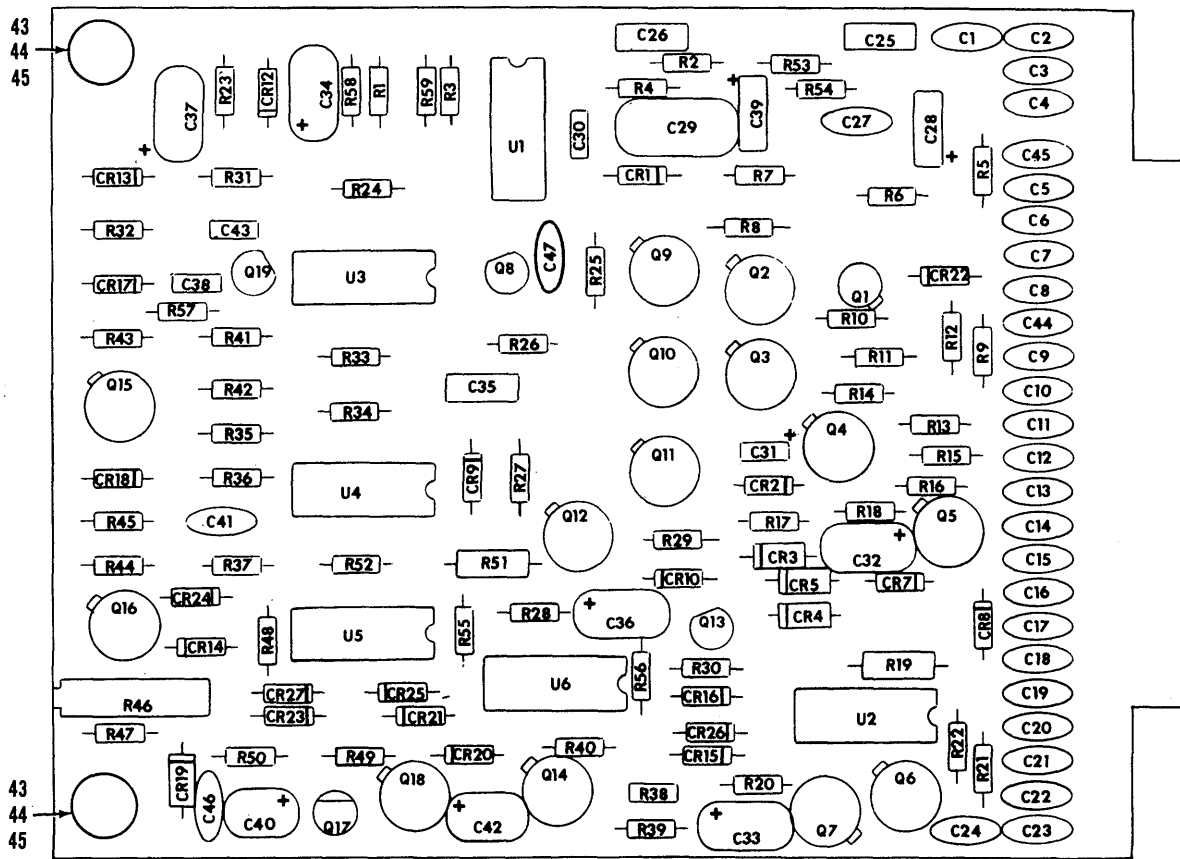 43
44
45
C26
C25
C1
C2
R2
R53
C3
R23
CR12
C34
R58
R1
R59
R3
R4
+
C39
R54
C4
C37
+
U1
C30
C29
C27
C28
+
+
R5
C45
CR13
R31
R24
CR1
R7
R6
C5
R32
C43
R8
C6
Q19
U3
Q8
C47
R25
Q9
Q2
Q1
CR22
C7
CR17
C38
C8
R57
R10
R12
C44
R43
R41
R33
R26
Q10
Q3
R11
R9
C9
Q15
R42
C35
R14
C10
R34
R13
C11
R35
+
Q4
C31
R15
C12
CR18
R36
U4
CR9
R27
Q11
CR2
R16
C13
R45
C41
Q12
R17
R18
Q5
C14
R29
+
R44
R37
R52
R51
CR3
C32
C15
CR10
CR5
CR7
C16
Q16
CR24
R28
+
C36
Q13
CR4
CR8
C17
CR14
R48
U5
R55
R56
R30
R19
C18
R46
CR27
CR25
U6
CR16
U2
C19
CR23
CR21
R47
CR26
C20
R50
R49
CR20
R40
CR15
R22
R21
C21
CR19
Q18
Q14
R38
R20
Q6
C22
43
44
45
C46
+
C40
Q17
+
C42
R39
+
C33
Q7
C24
C23